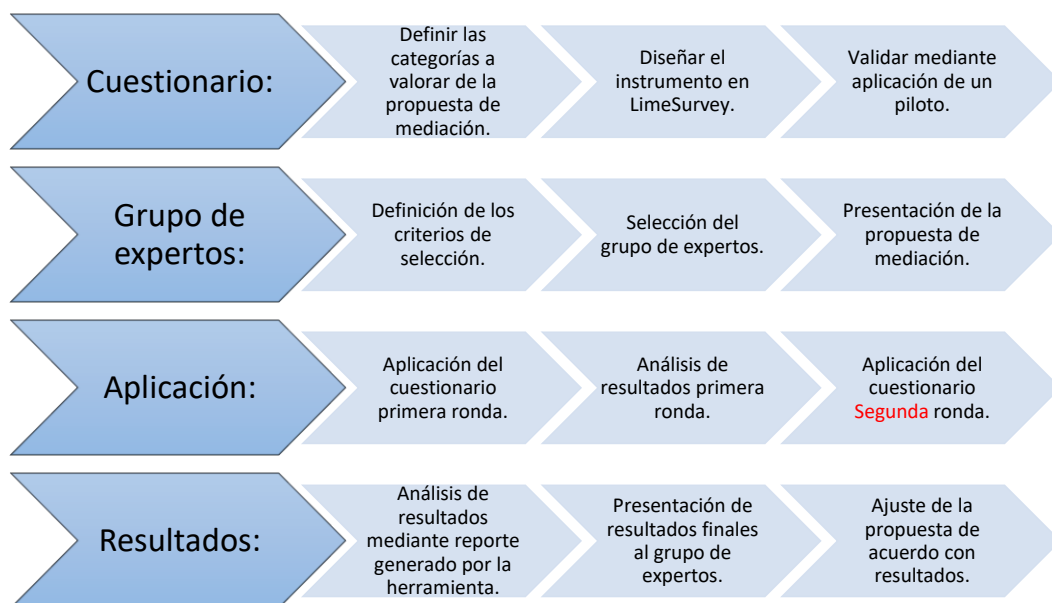 Cuestionario:
Definir las
categorías a
valorar de la
propuesta de
mediación.
Diseñar el
instrumento en
LimeSurvey.
Validar mediante
aplicación de un
piloto.
Grupo de
expertos:
Definición de los
criterios de
selección.
Selección del
grupo de expertos.
Presentación de la
propuesta de
mediación.
Aplicación:
Aplicación del
cuestionario
primera ronda.
Análisis de
resultados primera
ronda.
Aplicación del
cuestionario
Segunda ronda.
Resultados:
Análisis de
resultados
mediante reporte
generado por la
herramienta.
Presentación de
resultados finales
al grupo de
expertos.
Ajuste de la
propuesta de
acuerdo con
resultados.